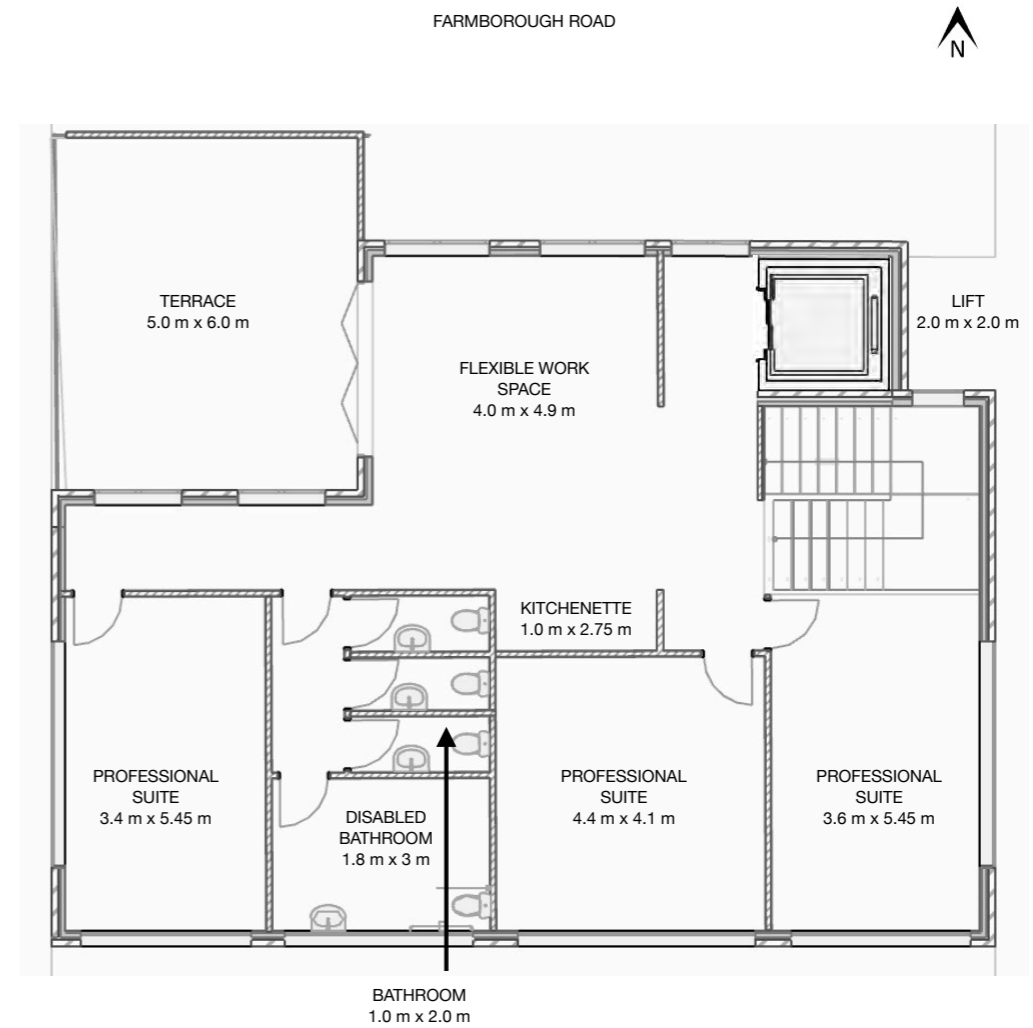 FARMBOROUGH ROAD
N
TERRACE
5.0 m x 6.0 m
LIFT
2.0 m x 2.0 m
FLEXIBLE WORK
SPACE
4.0 m x 4.9 m
KITCHENETTE
1.0 m x 2.75 m
PROFESSIONAL
SUITE
3.4 m x 5.45 m
DISABLED
BATHROOM
1.8 m x 3 m
PROFESSIONAL
SUITE
4.4 m x 4.1 m
PROFESSIONAL
SUITE
3.6 m x 5.45 m
BATHROOM
1.0 m x 2.0 m